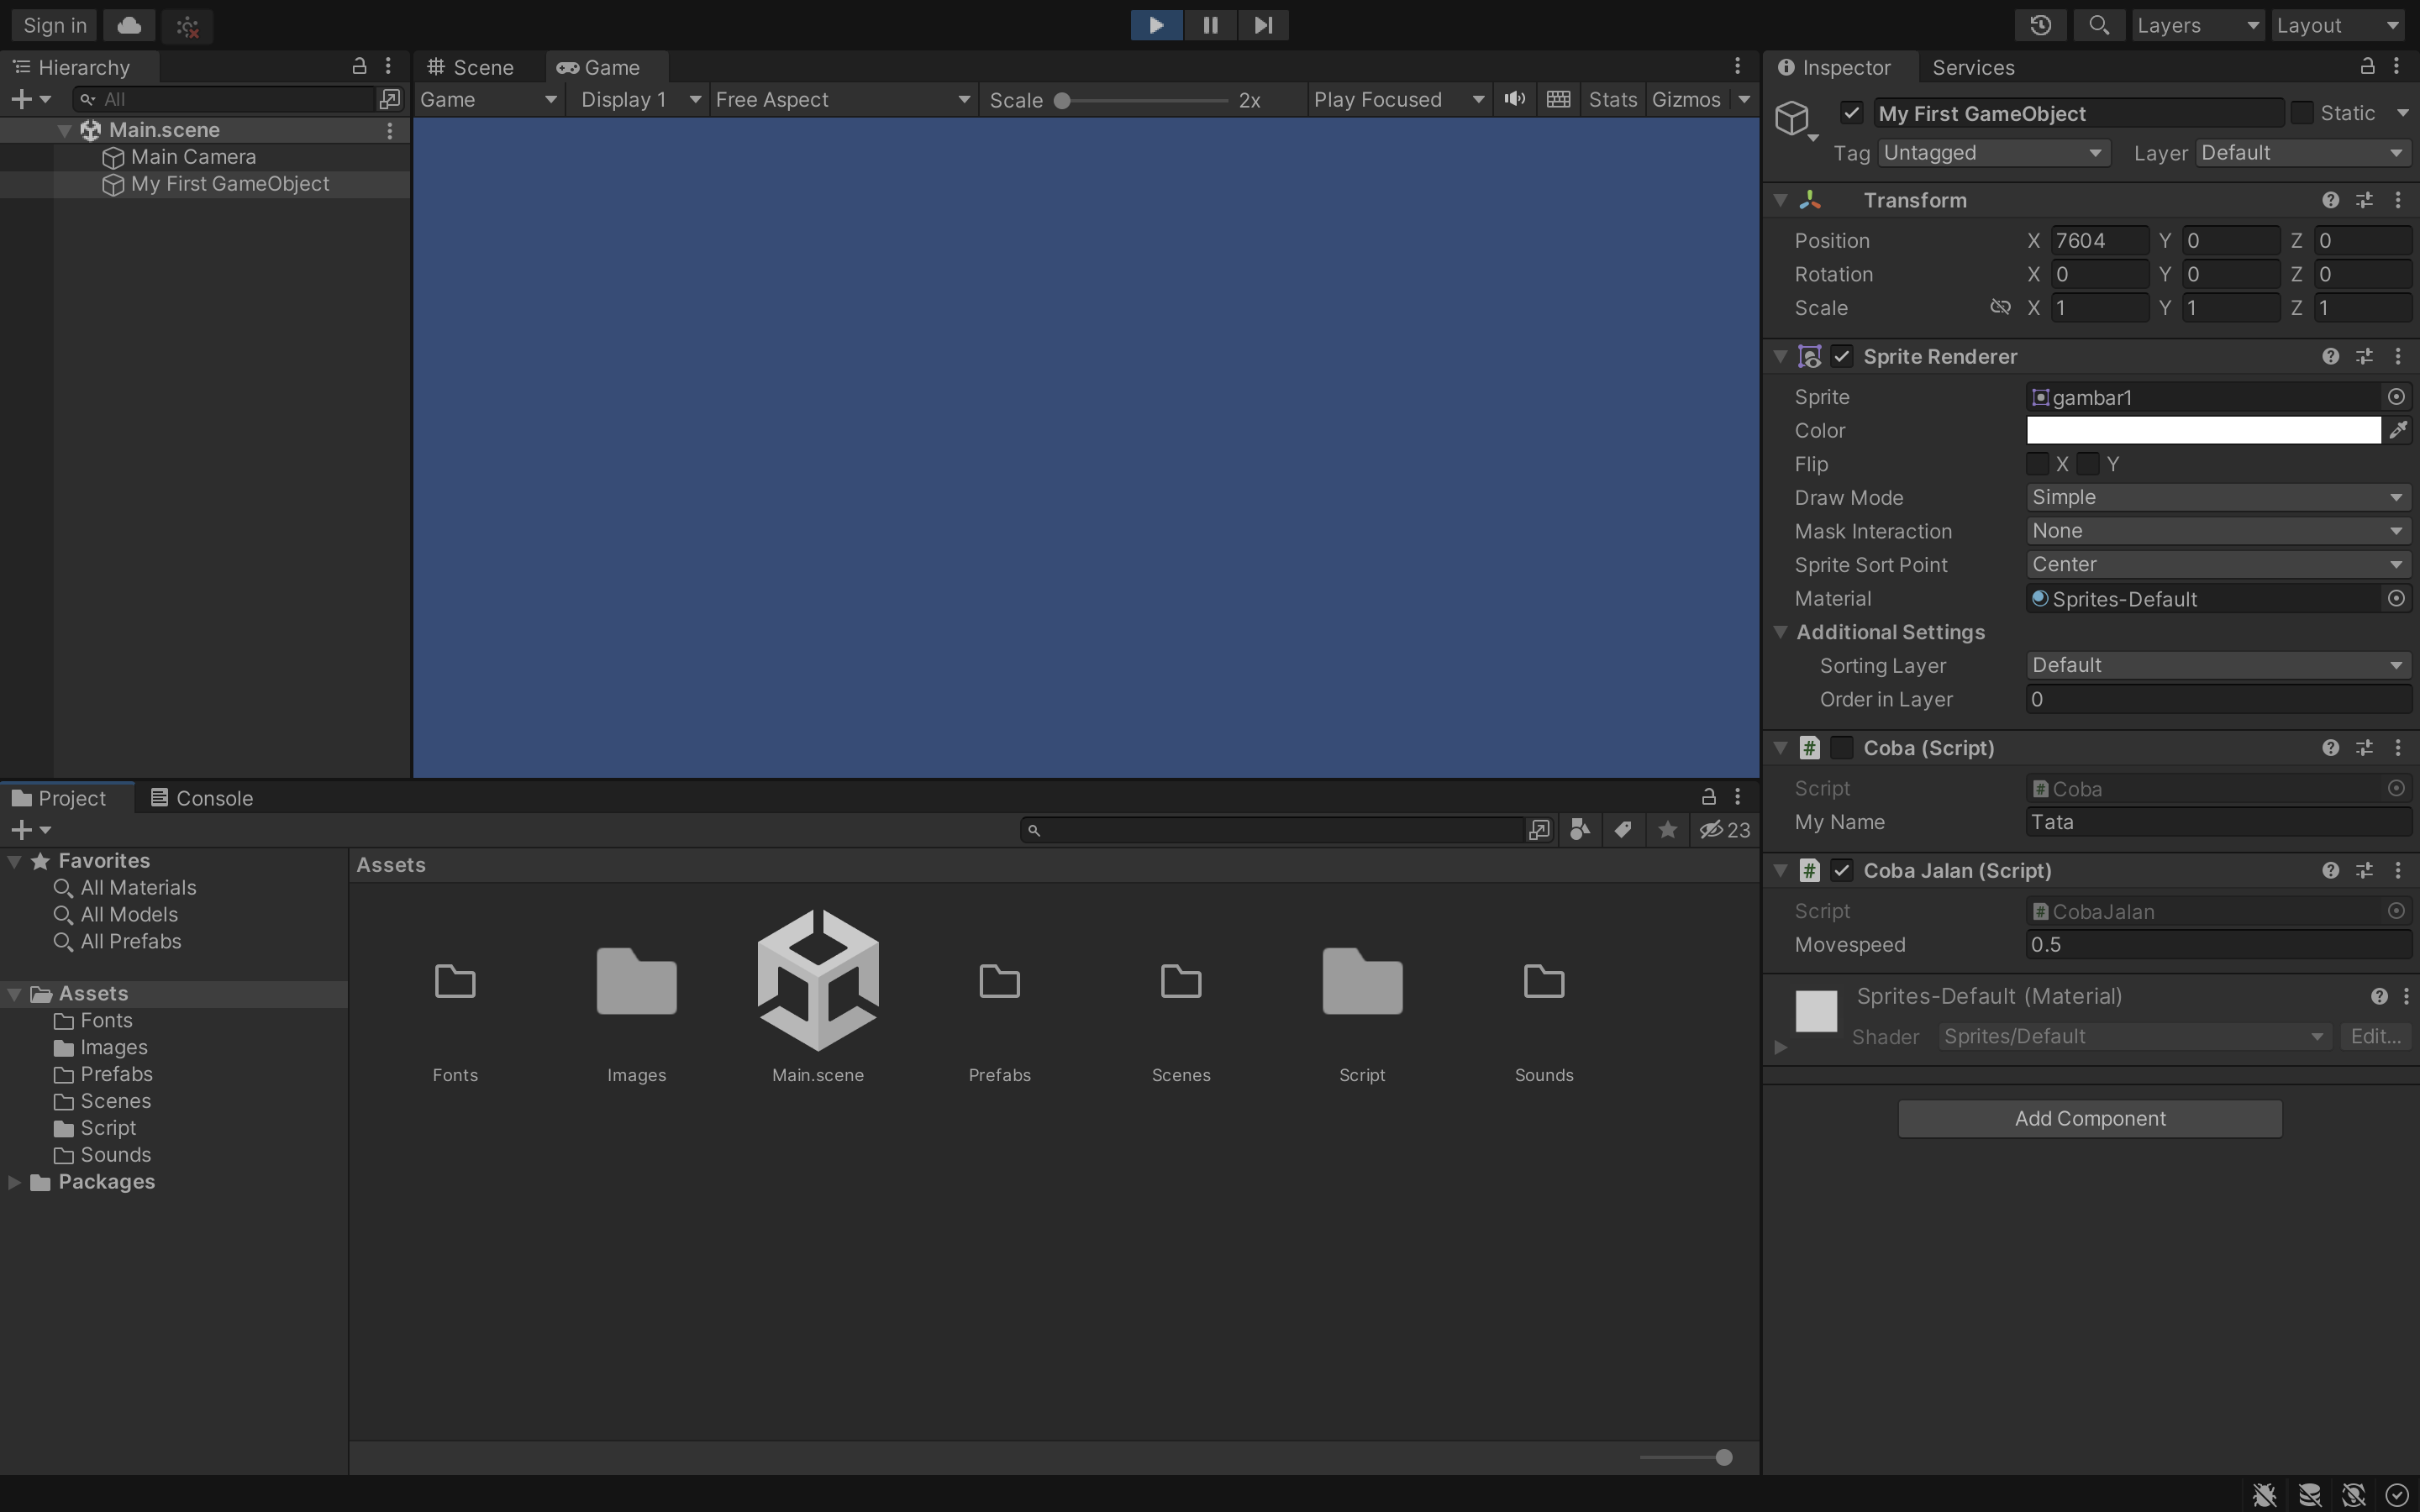 Sign in
Layers
Layout
Hierarchy
All
Main.scene
Main Camera
My First GameObject
Scene
Game
Game
Display 1
Free Aspect
Scale
2x
Play Focused
Stats
Gizmos
Inspector
Services
My First GameObject
Static
Tag
Untagged
Layer
Default
Transform
Position X 7604 Y 0 Z 0
Rotation X 0 Y 0 Z 0
Scale X 1 Y 1 Z 1
Sprite Renderer
Sprite gambar1
Color
Flip X Y
Draw Mode Simple
Mask Interaction None
Sprite Sort Point Center
Material Sprites-Default
Additional Settings
Sorting Layer Default
Order in Layer 0
# Coba (Script)
Script # Coba
My Name Tata
# Coba Jalan (Script)
Script # CobaJalan
Movespeed 0.5
Sprites-Default (Material)
Shader Sprites/Default Edit...
Add Component
Project
Console
23
Favorites
All Materials
All Models
All Prefabs
Assets
Fonts
Images
Prefabs
Scenes
Script
Sounds
Packages
Assets
Fonts
Images
Main.scene
Prefabs
Scenes
Script
Sounds